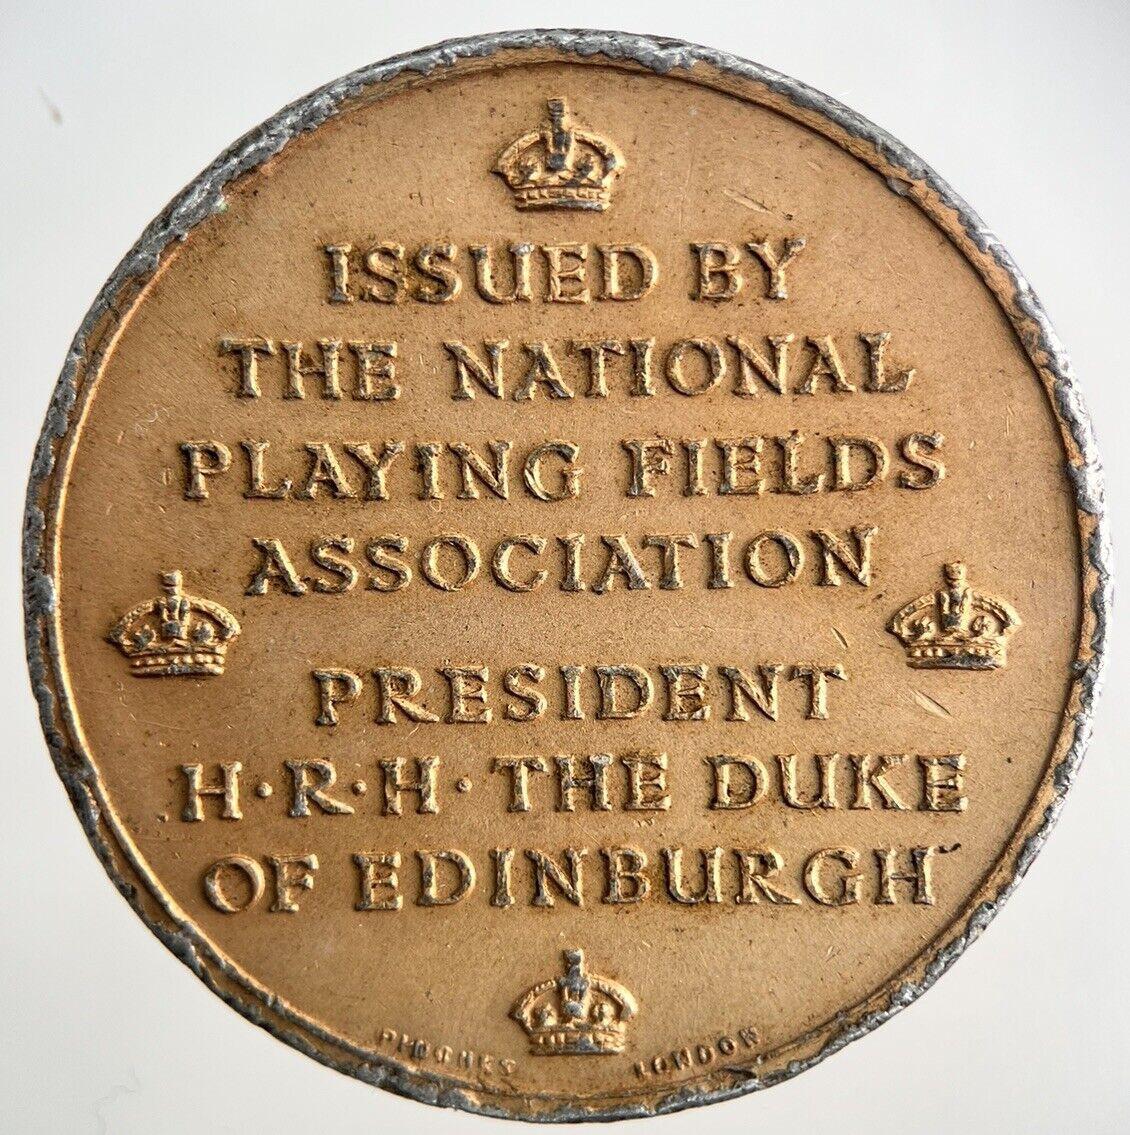 ISSUED BY
THE NATIONAL
PLAYING FIELDS
ASSOCIATION
PRESIDENT
H·R·H· THE DUKE
OF EDINBURGH
PINCHES LONDON